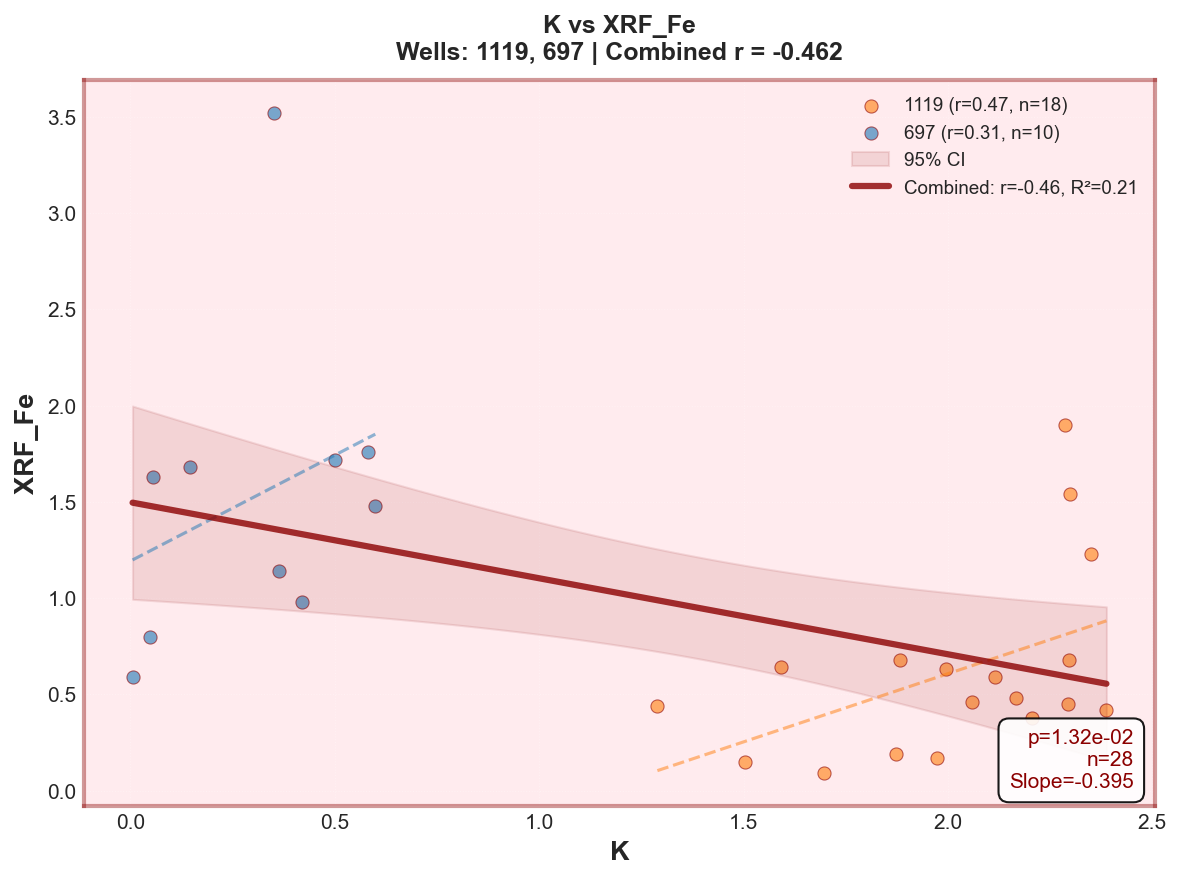 K vs XRF_Fe
Wells: 1119, 697 | Combined r = -0.462
1119 (r=0.47, n=18)
697 (r=0.31, n=10)
95% CI
Combined: r=-0.46, R²=0.21
3.5
3.0
2.5
2.0
1.5
1.0
0.5
0.0
XRF_Fe
p=1.32e-02
n=28
Slope=-0.395
0.0 0.5 1.0 1.5 2.0 2.5
K